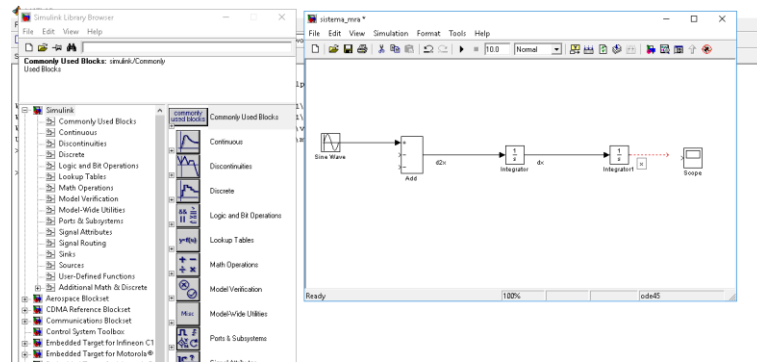 Simulink Library Browser
File Edit View Help
Commonly Used Blocks: simulink/Commonly
Used Blocks
Simulink
Commonly Used Blocks
Continuous
Discontinuities
Discrete
Logic and Bit Operations
Lookup Tables
Math Operations
Model Verification
Model-Wide Utilities
Ports & Subsystems
Signal Attributes
Signal Routing
Sinks
Sources
User-Defined Functions
Additional Math & Discrete
Aerospace Blockset
CDMA Reference Blockset
Communications Blockset
Control System Toolbox
Embedded Target for Infineon C1
Embedded Target for Motorola®
commonly
used blocks
Commonly Used Blocks
Continuous
Discontinuities
Discrete
Logic and Bit Operations
y=f(u)
Lookup Tables
Math Operations
Model Verification
Misc
Model-Wide Utilities
Ports & Subsystems
sistema_mra *
File Edit View Simulation Format Tools Help
10.0 Normal
Sine Wave
Add
d2x
1
s
Integrator
dx
1
s
Integrator1
x
Scope
Ready 100% ode45